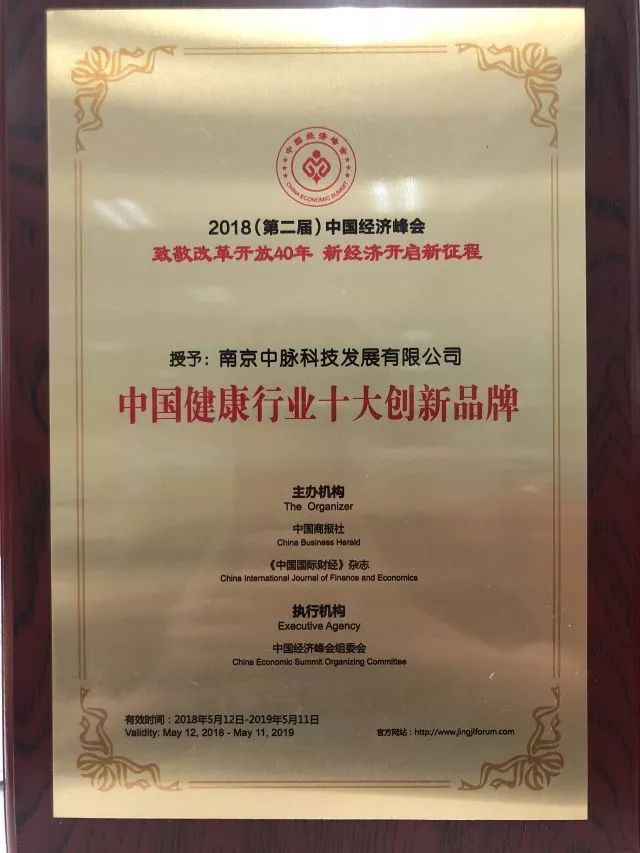 中国经济峰会
CHINA ECONOMIC SUMMIT
2018(第二届)中国经济峰会
致敬改革开放40年 新经济开启新征程
授予：南京中脉科技发展有限公司
中国健康行业十大创新品牌
主办机构
The Organizer
中国商报社
China Business Herald
《中国国际财经》杂志
China International Journal of Finance and Economics
执行机构
Executive Agency
中国经济峰会组委会
China Economic Summit Organizing Committee
有效时间：2018年5月12日-2019年5月11日
Validity: May 12, 2018 - May 11, 2019
官方网站：http://www.jingjiforum.com